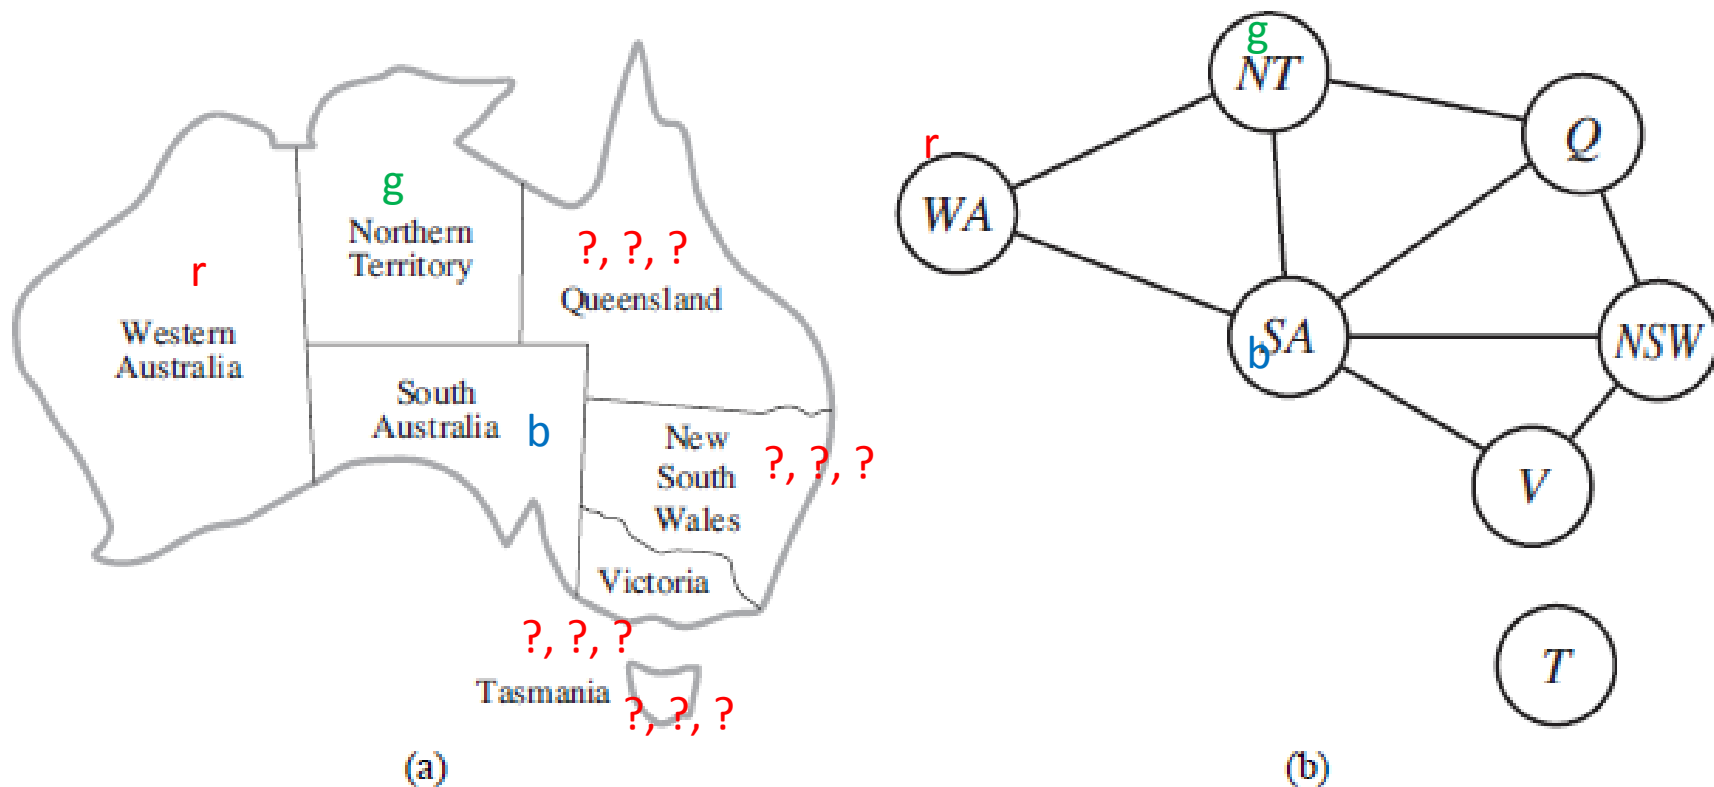 g
Northern
Territory
r
Western
Australia
?, ?, ?
Queensland
South
Australia
b
New
South
Wales
?, ?, ?
Victoria
?, ?, ?
Tasmania
?, ?, ?
(a)
g
NT
Q
r
WA
SA
b
NSW
V
T
(b)